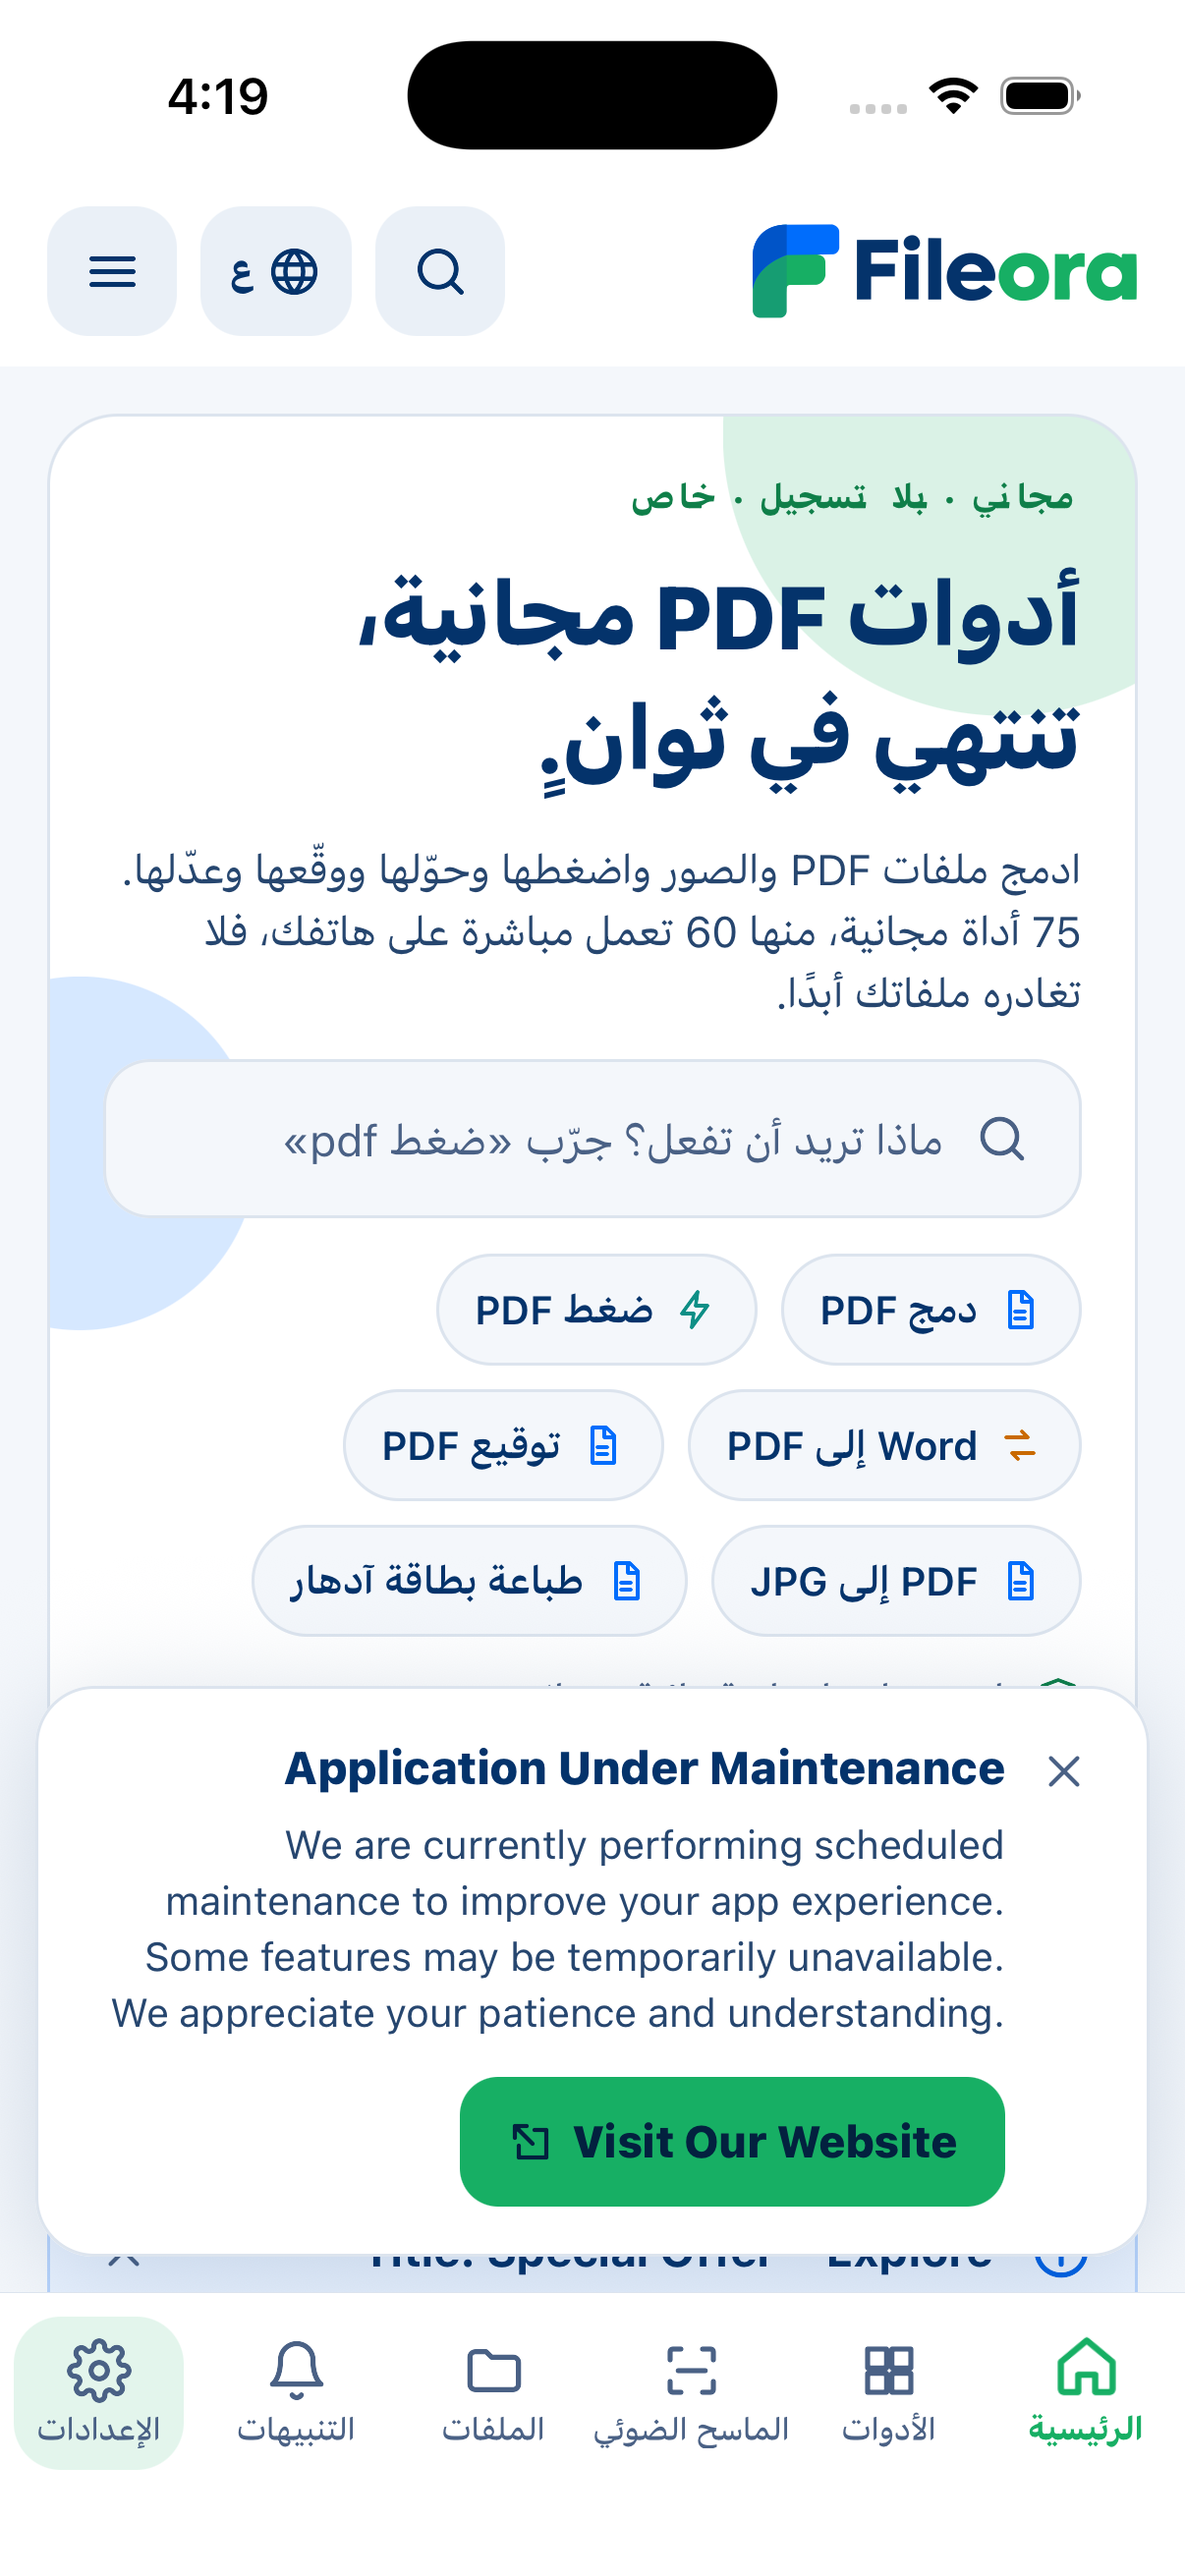 4:19
ع
Fileora
مجاني · بلا تسجيل · خاص
أدوات PDF مجانية،
تنتهي في ثوانٍ.
ادمج ملفات PDF والصور واضغطها وحوّلها ووقّعها وعدّلها.
75 أداة مجانية، منها 60 تعمل مباشرة على هاتفك، فلا
تغادره ملفاتك أبدًا.
ماذا تريد أن تفعل؟ جرّب «ضغط pdf»
دمج PDF
ضغط PDF
Word إلى PDF
توقيع PDF
PDF إلى JPG
طباعة بطاقة آدهار
Application Under Maintenance
We are currently performing scheduled
maintenance to improve your app experience.
Some features may be temporarily unavailable.
We appreciate your patience and understanding.
Visit Our Website
Title: Special Offer
Explore
الرئيسية
الأدوات
الماسح الضوئي
الملفات
التنبيهات
الإعدادات